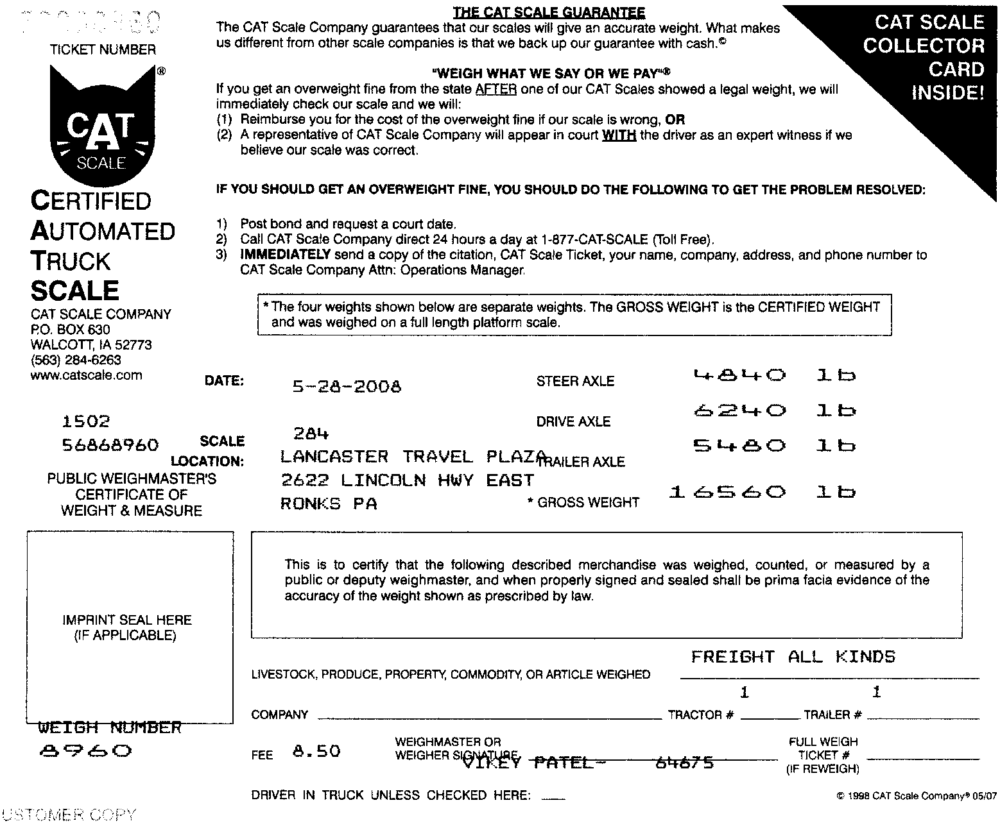 TICKET NUMBER
CAT
SCALE
®
CERTIFIED
AUTOMATED
TRUCK
SCALE
CAT SCALE COMPANY
P.O. BOX 630
WALCOTT, IA 52773
(563) 284-6263
www.catscale.com
1502
56868960
PUBLIC WEIGHMASTER'S
CERTIFICATE OF
WEIGHT & MEASURE
THE CAT SCALE GUARANTEE
The CAT Scale Company guarantees that our scales will give an accurate weight. What makes
us different from other scale companies is that we back up our guarantee with cash.©
"WEIGH WHAT WE SAY OR WE PAY"®
If you get an overweight fine from the state AFTER one of our CAT Scales showed a legal weight, we will
immediately check our scale and we will:
(1) Reimburse you for the cost of the overweight fine if our scale is wrong, OR
(2) A representative of CAT Scale Company will appear in court WITH the driver as an expert witness if we
believe our scale was correct.
CAT SCALE
COLLECTOR
CARD
INSIDE!
IF YOU SHOULD GET AN OVERWEIGHT FINE, YOU SHOULD DO THE FOLLOWING TO GET THE PROBLEM RESOLVED:
1) Post bond and request a court date.
2) Call CAT Scale Company direct 24 hours a day at 1-877-CAT-SCALE (Toll Free).
3) IMMEDIATELY send a copy of the citation, CAT Scale Ticket, your name, company, address, and phone number to
CAT Scale Company Attn: Operations Manager.
* The four weights shown below are separate weights. The GROSS WEIGHT is the CERTIFIED WEIGHT
and was weighed on a full length platform scale.
DATE: 5-28-2008
STEER AXLE 4840 lb
DRIVE AXLE 6240 lb
SCALE 284
LOCATION: LANCASTER TRAVEL PLAZA
TRAILER AXLE 5480 lb
2622 LINCOLN HWY EAST
RONKS PA
* GROSS WEIGHT 16560 lb
This is to certify that the following described merchandise was weighed, counted, or measured by a
public or deputy weighmaster, and when properly signed and sealed shall be prima facia evidence of the
accuracy of the weight shown as prescribed by law.
IMPRINT SEAL HERE
(IF APPLICABLE)
FREIGHT ALL KINDS
LIVESTOCK, PRODUCE, PROPERTY, COMMODITY, OR ARTICLE WEIGHED
COMPANY TRACTOR # 1 TRAILER # 1
WEIGH NUMBER
8960
FEE 8.50
WEIGHMASTER OR
WEIGHER SIGNATURE VIKEY PATEL- 64675
FULL WEIGH
TICKET #
(IF REWEIGH)
DRIVER IN TRUCK UNLESS CHECKED HERE:
© 1998 CAT Scale Company® 05/07
USTOMER COPY